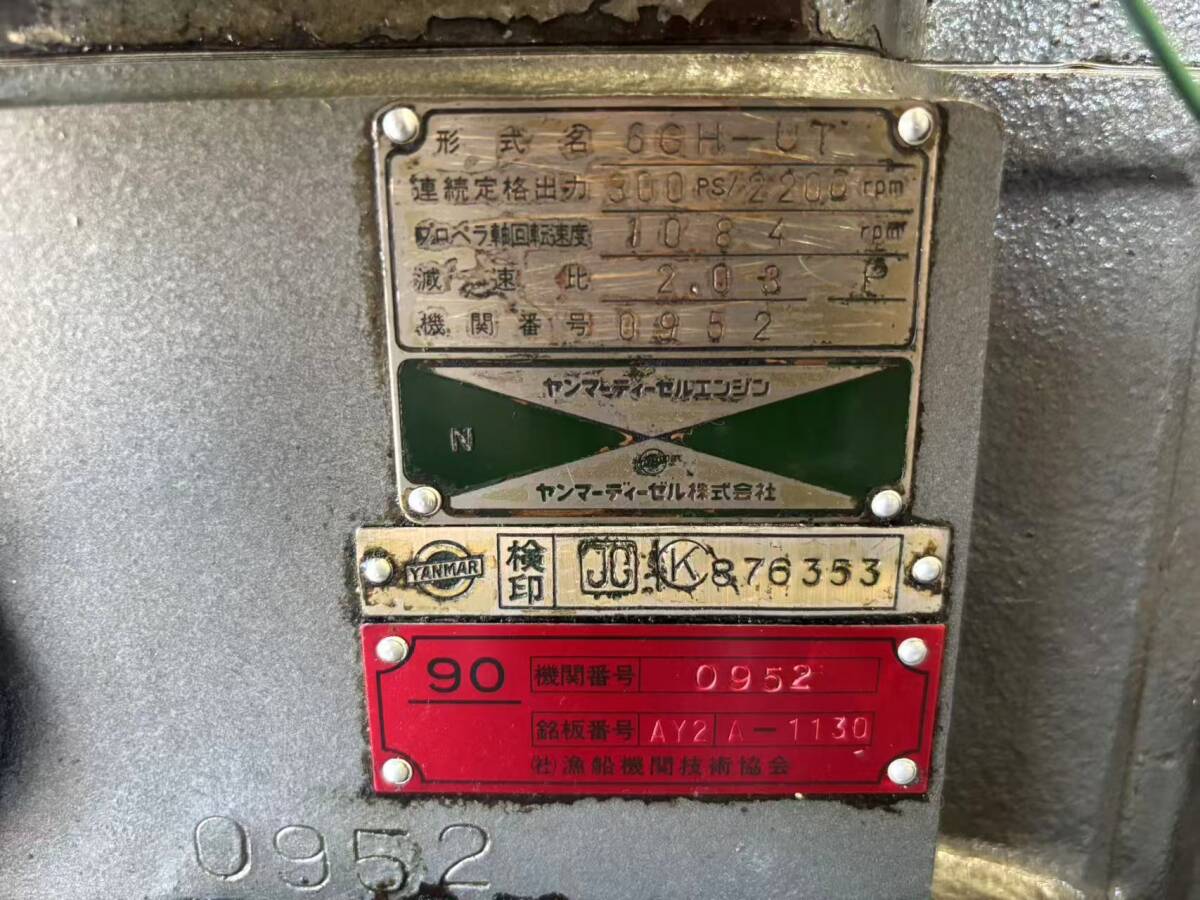 形式名 6GH-UT
連続定格出力 300 PS/2200 rpm
プロペラ軸回転速度 1084 rpm
減速比 2.03 F
機関番号 0952
ヤンマーディーゼルエンジン
N
ヤンマーディーゼル株式会社
YANMAR 検印 JG K 876353
90 機関番号 0952
銘板番号 AY2 A-1130
(社)漁船機関技術協会
0952